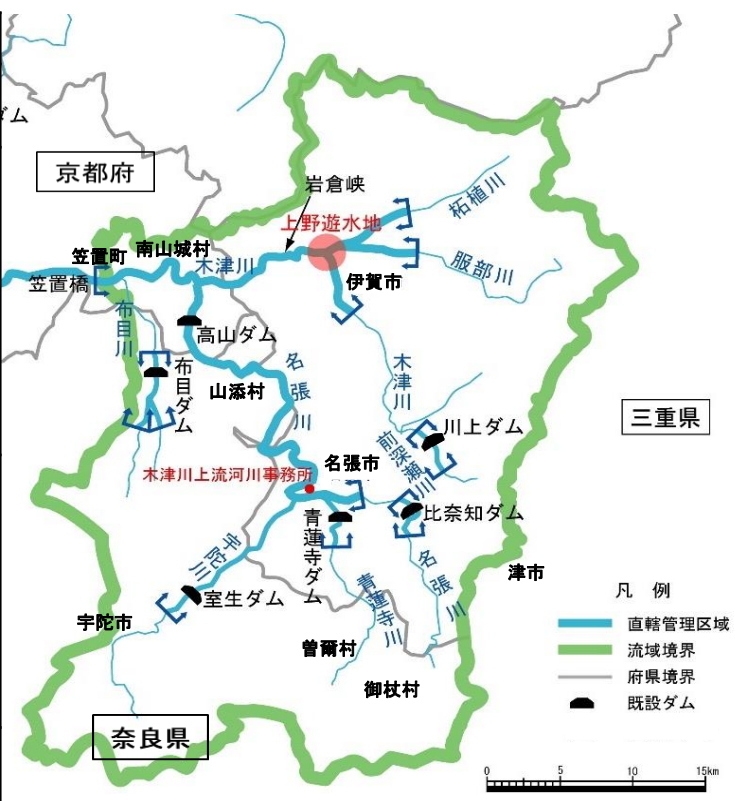 ダム
京都府
岩倉峡
上野遊水地
柘植川
服部川
笠置町
南山城村
木津川
笠置橋
伊賀市
布目川
高山ダム
布目ダム
山添村
名張川
木津川
三重県
川上ダム
前深瀬川
名張市
木津川上流河川事務所
比奈知ダム
青蓮寺ダム
宇陀川
室生ダム
名張川
津市
青蓮寺川
宇陀市
曽爾村
御杖村
奈良県
凡 例
直轄管理区域
流域境界
府県境界
既設ダム
0 5 10 15km